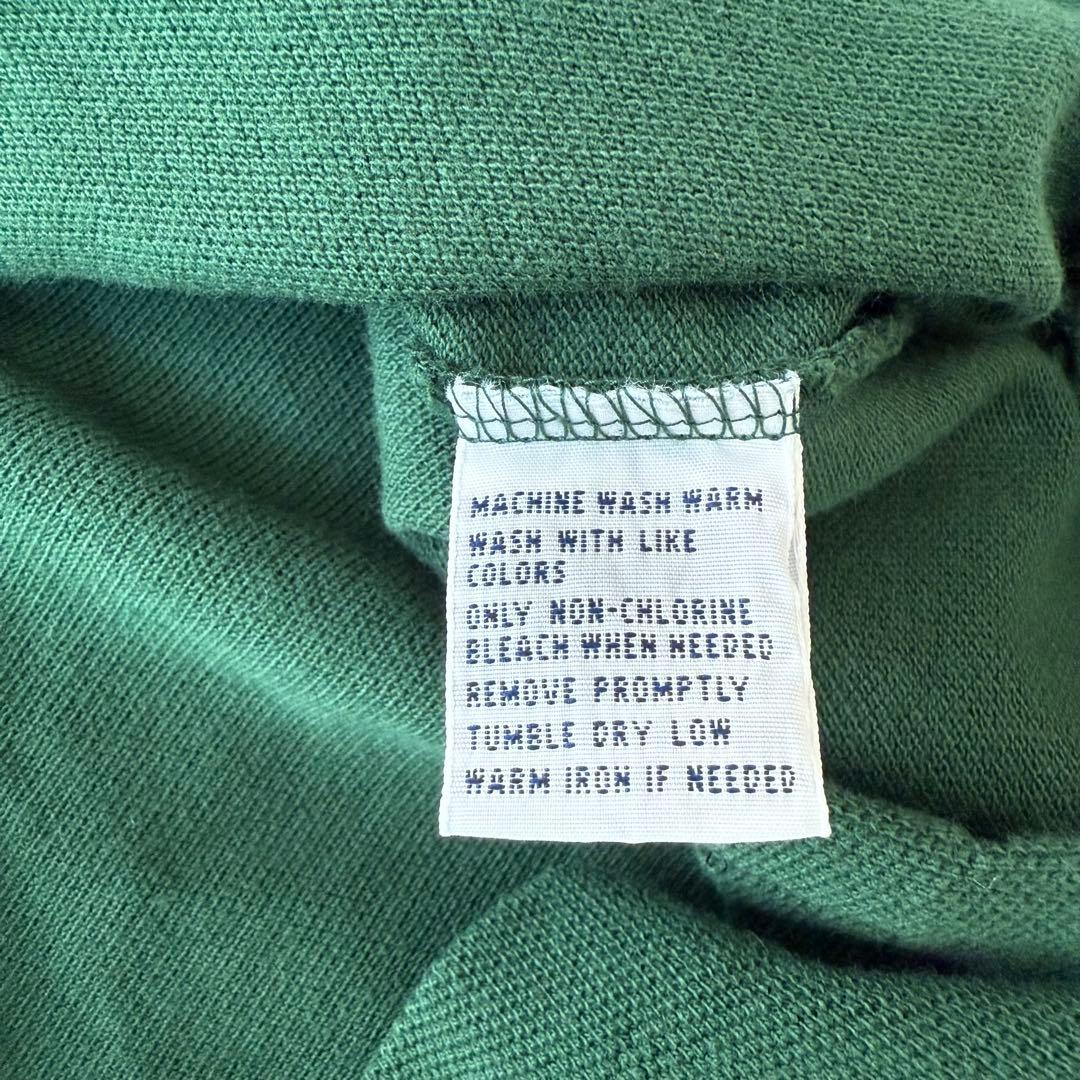 MACHINE WASH WARM
WASH WITH LIKE
COLORS
ONLY NON-CHLORINE
BLEACH WHEN NEEDED
REMOVE PROMPTLY
TUMBLE DRY LOW
WARM IRON IF NEEDED